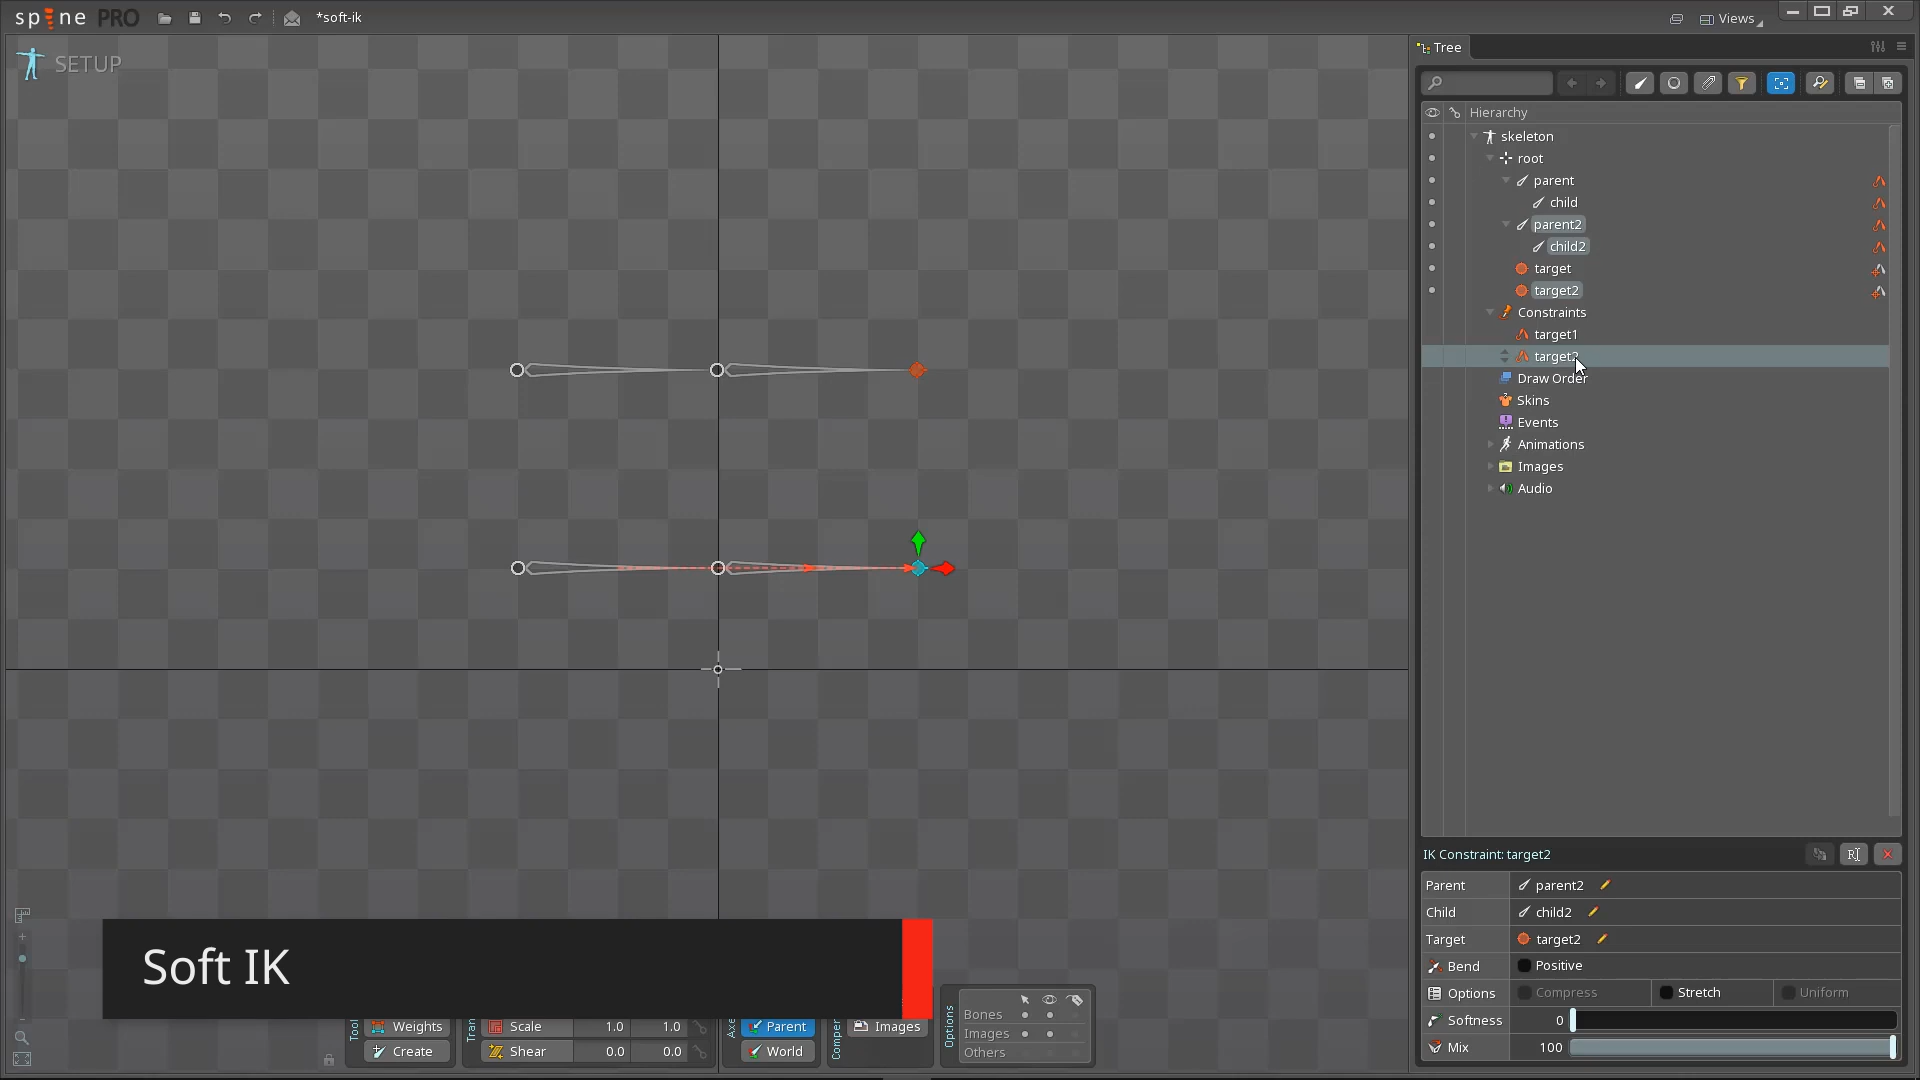 spine PRO
*soft-ik
Views
SETUP
Tree
Hierarchy
skeleton
root
parent
child
parent2
child2
target
target2
Constraints
target1
target2
Draw Order
Skins
Events
Animations
Images
Audio
IK Constraint: target2
Parent parent2
Child child2
Target target2
Bend Positive
Options Compress Stretch Uniform
Softness 0
Mix 100
Soft IK
Weights
Create
Scale 1.0 1.0
Shear 0.0 0.0
Parent
World
Images
Options
Bones
Images
Others